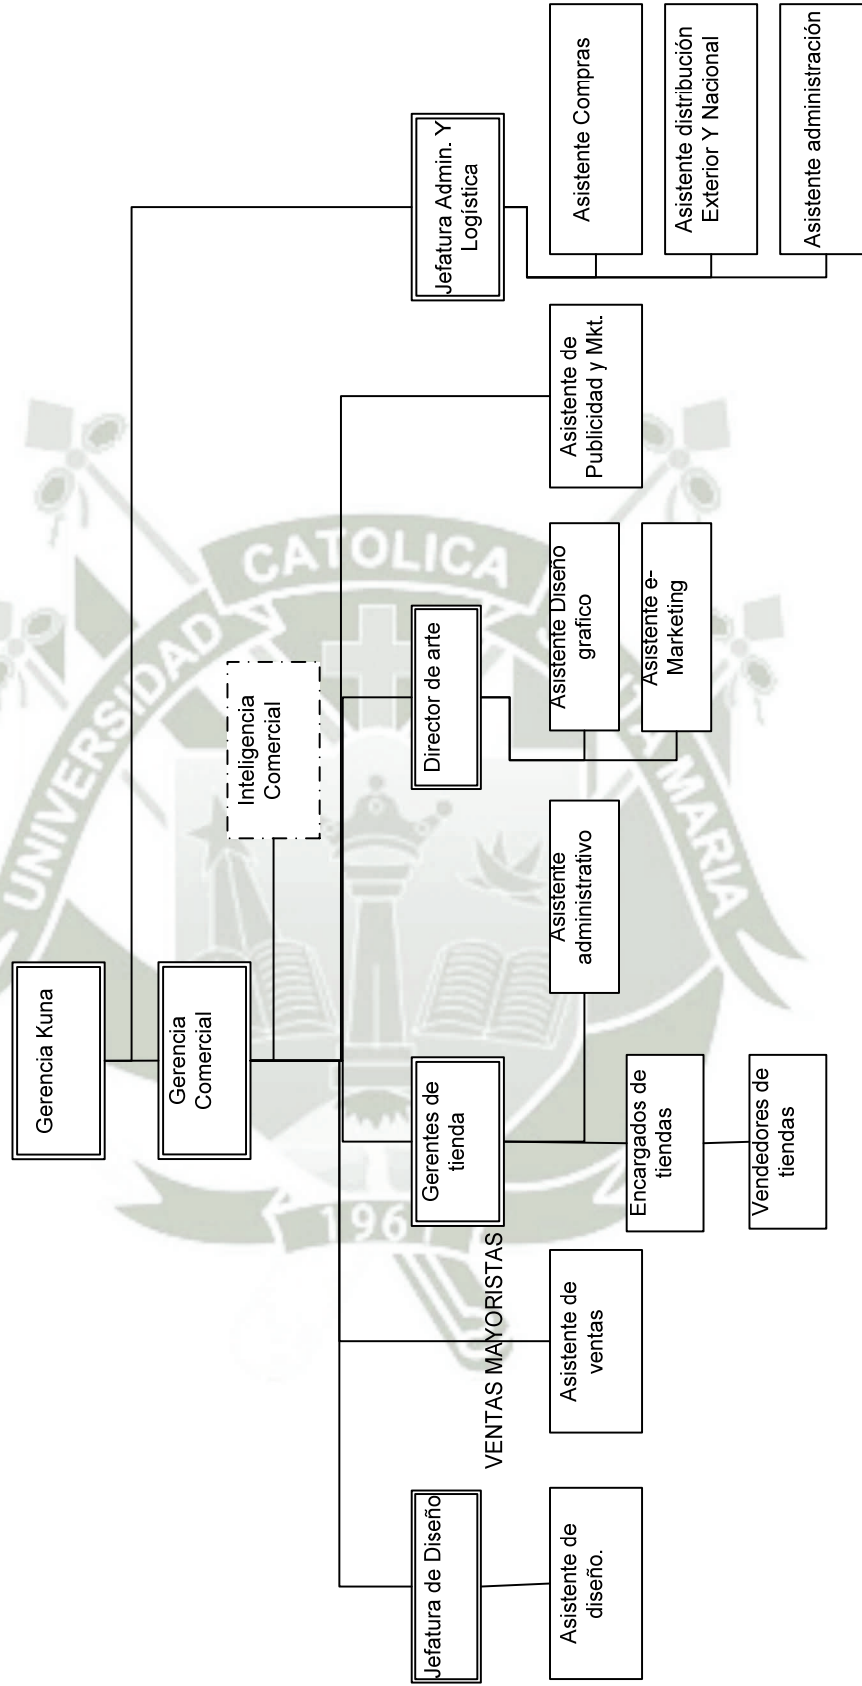 Gerencia Kuna
Gerencia
Comercial
Inteligencia
Comercial
Jefatura de Diseño
VENTAS MAYORISTAS
Gerentes de
tienda
Director de arte
Jefatura Admin. Y
Logística
Asistente de
diseño.
Asistente de
ventas
Asistente
administrativo
Encargados de
tiendas
Vendedores de
tiendas
Asistente Diseño
grafico
Asistente e-
Marketing
Asistente de
Publicidad y Mkt.
Asistente Compras
Asistente distribución
Exterior Y Nacional
Asistente administración
UNIVERSIDAD
CATOLICA
MARIA
196